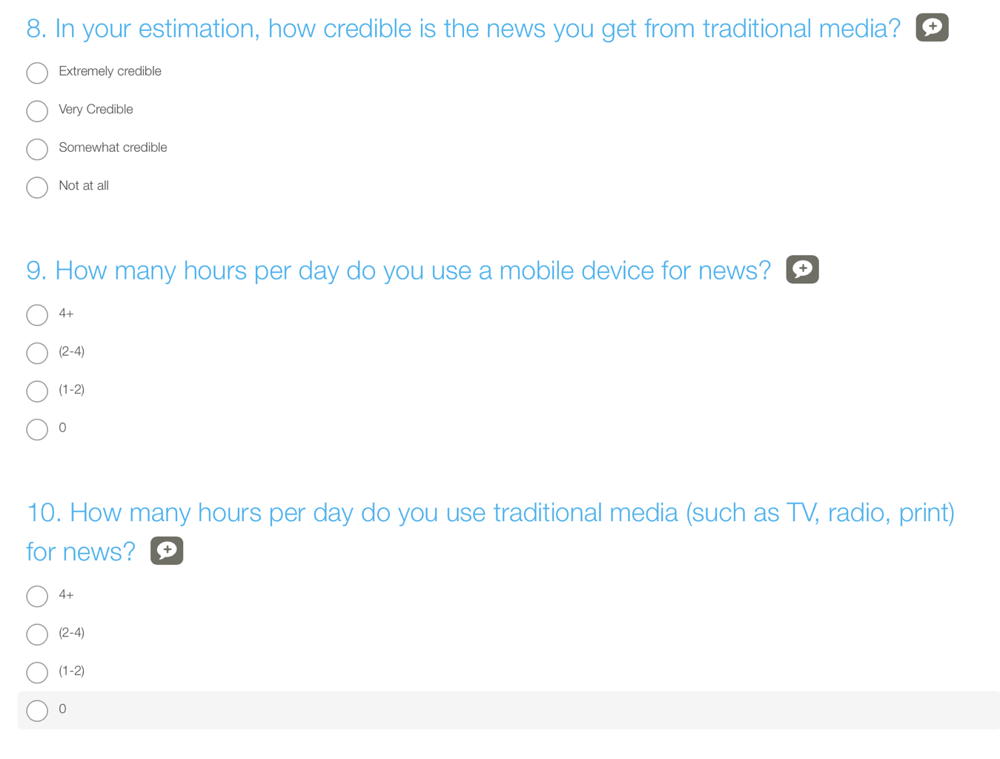 8. In your estimation, how credible is the news you get from traditional media?
Extremely credible
Very Credible
Somewhat credible
Not at all
9. How many hours per day do you use a mobile device for news?
4+
(2-4)
(1-2)
0
10. How many hours per day do you use traditional media (such as TV, radio, print)
for news?
4+
(2-4)
(1-2)
0